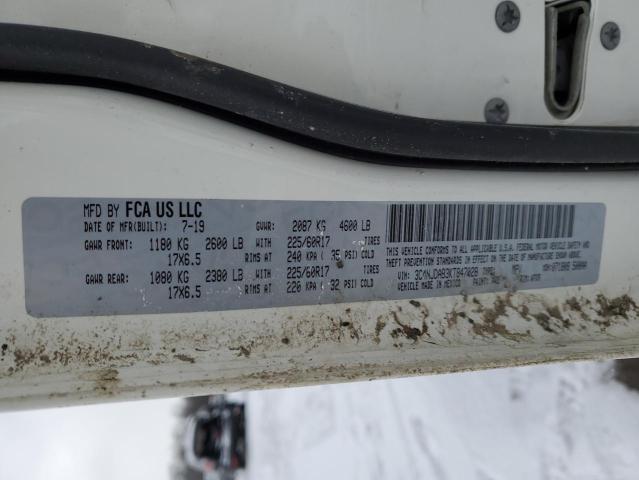 MFD BY FCA US LLC
DATE OF MFR(BUILT): 7-19 GVWR: 2087 KG 4600 LB
GAWR FRONT: 1180 KG 2600 LB WITH 225/60R17 TIRES
17X6.5 RIMS AT 240 KPA ( 35 PSI) COLD
GAWR REAR: 1080 KG 2380 LB WITH 225/60R17 TIRES
17X6.5 RIMS AT 220 KPA ( 32 PSI) COLD
THIS VEHICLE CONFORMS TO ALL APPLICABLE U.S.A. FEDERAL MOTOR VEHICLE SAFETY AND
THEFT PREVENTION STANDARDS IN EFFECT ON THE DATE OF MANUFACTURE SHOWN ABOVE.
VIN: TYPE: MPV
MADE IN MEXICO